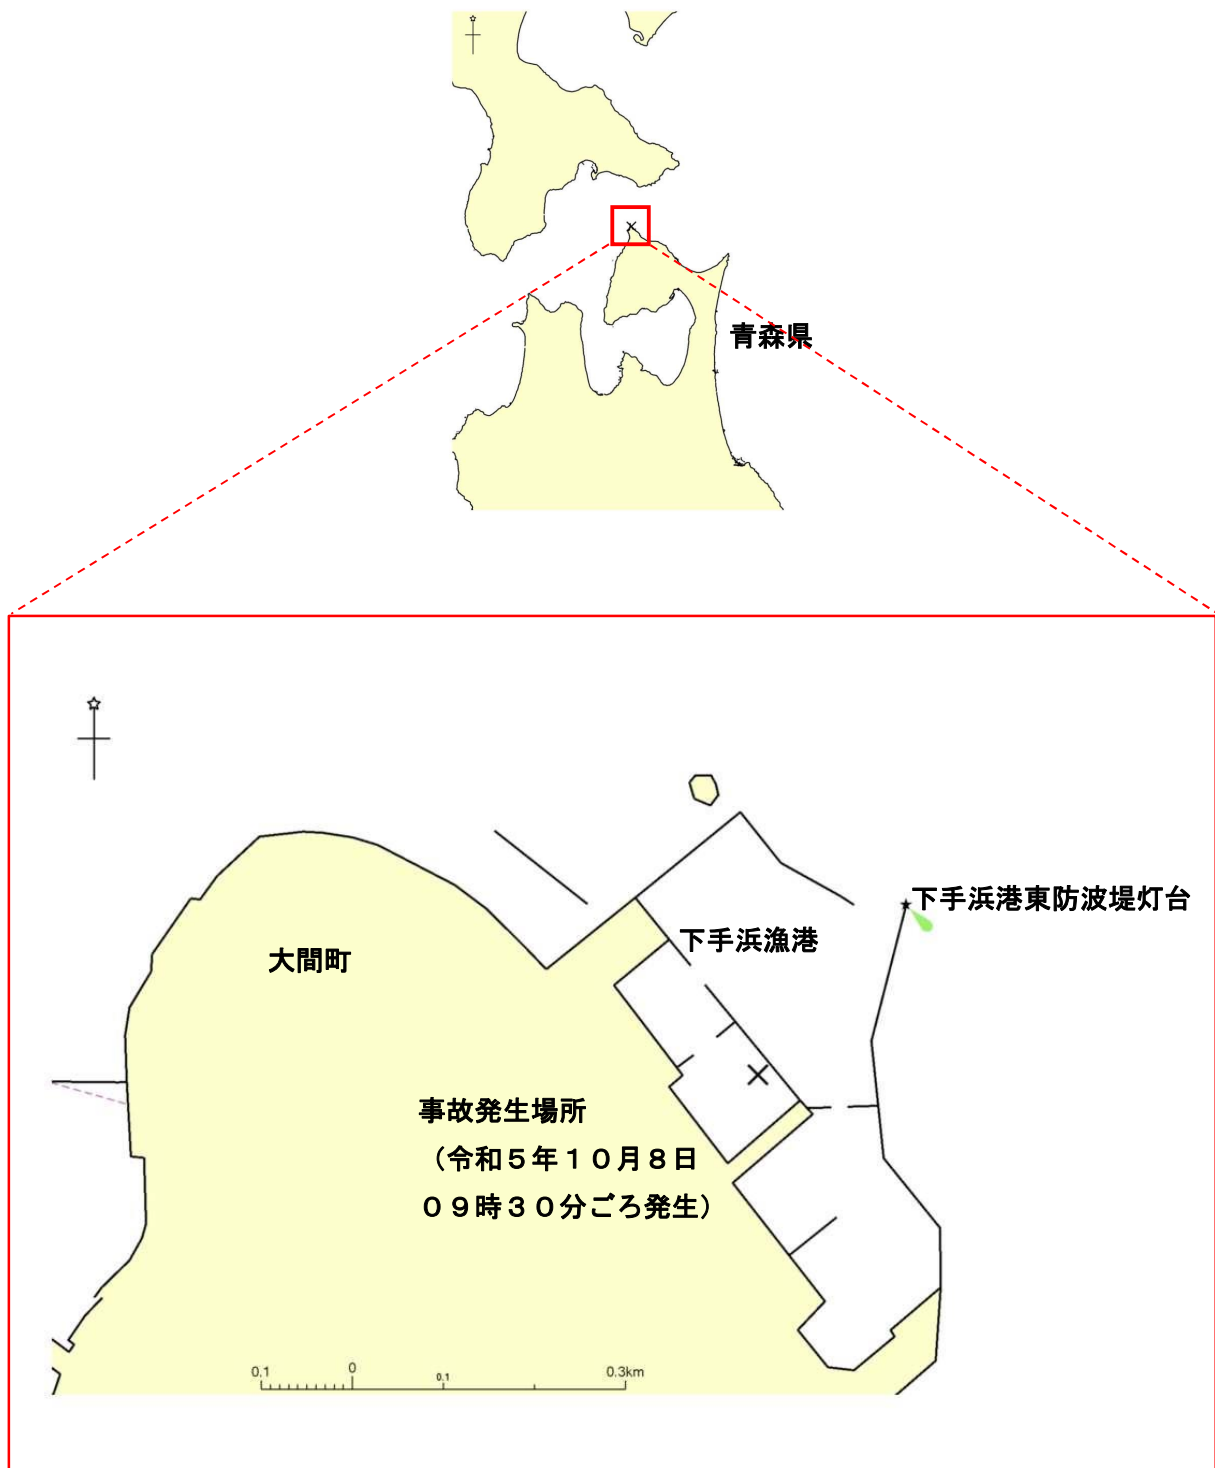 青森県
下手浜港東防波堤灯台
下手浜漁港
大間町
事故発生場所
（令和５年１０月８日
０９時３０分ごろ発生）
0.1 0 0.1 0.3km